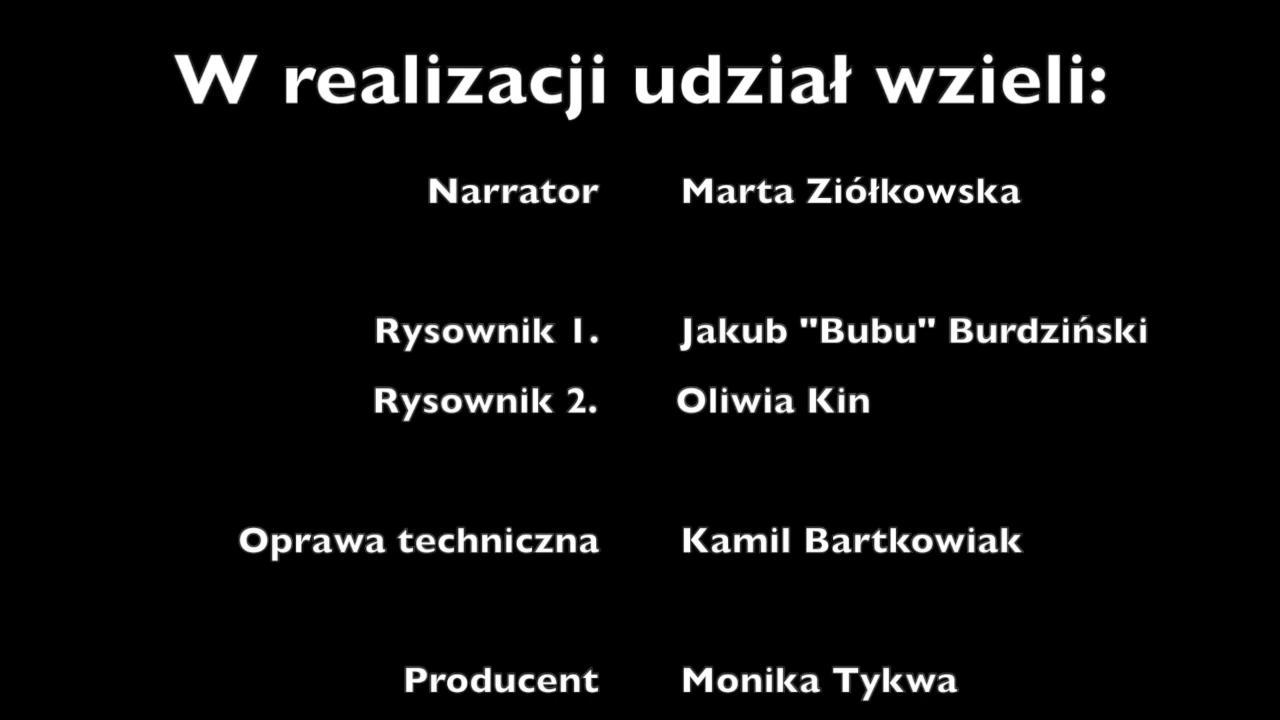 W realizacji udział wzieli:
Narrator Marta Ziółkowska
Rysownik 1. Jakub "Bubu" Burdziński
Rysownik 2. Oliwia Kin
Oprawa techniczna Kamil Bartkowiak
Producent Monika Tykwa